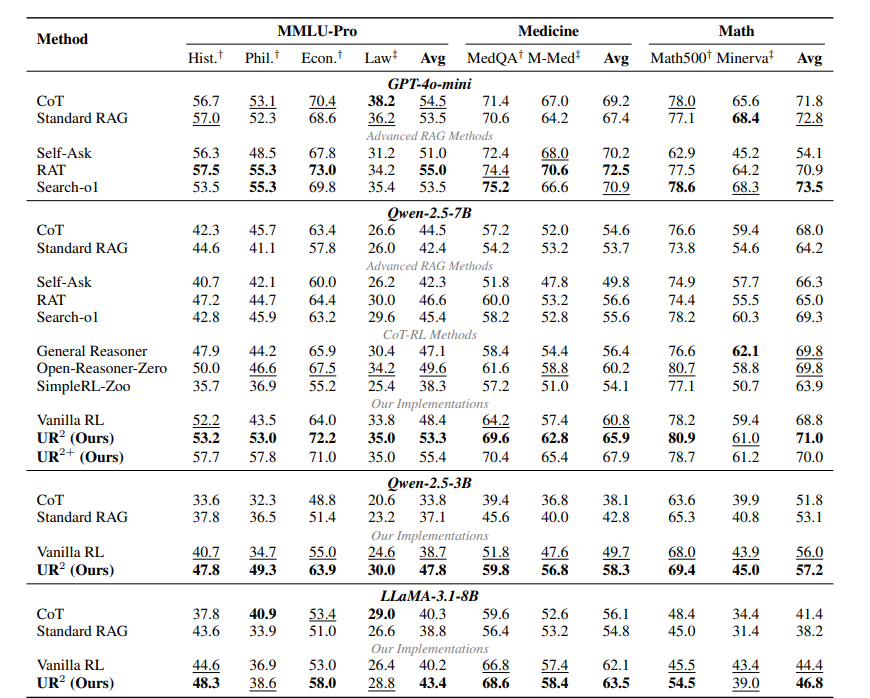 Method MMLU-Pro Medicine Math
Hist.† Phil.† Econ.† Law‡ Avg MedQA† M-Med‡ Avg Math500† Minerva‡ Avg
GPT-4o-mini
CoT 56.7 53.1 70.4 38.2 54.5 71.4 67.0 69.2 78.0 65.6 71.8
Standard RAG 57.0 52.3 68.6 36.2 53.5 70.6 64.2 67.4 77.1 68.4 72.8
Advanced RAG Methods
Self-Ask 56.3 48.5 67.8 31.2 51.0 72.4 68.0 70.2 62.9 45.2 54.1
RAT 57.5 55.3 73.0 34.2 55.0 74.4 70.6 72.5 77.5 64.2 70.9
Search-o1 53.5 55.3 69.8 35.4 53.5 75.2 66.6 70.9 78.6 68.3 73.5
Qwen-2.5-7B
CoT 42.3 45.7 63.4 26.6 44.5 57.2 52.0 54.6 76.6 59.4 68.0
Standard RAG 44.6 41.1 57.8 26.0 42.4 54.2 53.2 53.7 73.8 54.6 64.2
Advanced RAG Methods
Self-Ask 40.7 42.1 60.0 26.2 42.3 51.8 47.8 49.8 74.9 57.7 66.3
RAT 47.2 44.7 64.4 30.0 46.6 60.0 53.2 56.6 74.4 55.5 65.0
Search-o1 42.8 45.9 63.2 29.6 45.4 58.2 52.8 55.6 78.2 60.3 69.3
CoT-RL Methods
General Reasoner 47.9 44.2 65.9 30.4 47.1 58.4 54.4 56.4 76.6 62.1 69.8
Open-Reasoner-Zero 50.0 46.6 67.5 34.2 49.6 61.6 58.8 60.2 80.7 58.8 69.8
SimpleRL-Zoo 35.7 36.9 55.2 25.4 38.3 57.2 51.0 54.1 77.1 50.7 63.9
Our Implementations
Vanilla RL 52.2 43.5 64.0 33.8 48.4 64.2 57.4 60.8 78.2 59.4 68.8
UR² (Ours) 53.2 53.0 72.2 35.0 53.3 69.6 62.8 65.9 80.9 61.0 71.0
UR²⁺ (Ours) 57.7 57.8 71.0 35.0 55.4 70.4 65.4 67.9 78.7 61.2 70.0
Qwen-2.5-3B
CoT 33.6 32.3 48.8 20.6 33.8 39.4 36.8 38.1 63.6 39.9 51.8
Standard RAG 37.8 36.5 51.4 23.2 37.1 45.6 40.0 42.8 65.3 40.8 53.1
Our Implementations
Vanilla RL 40.7 34.7 55.0 24.6 38.7 51.8 47.6 49.7 68.0 43.9 56.0
UR² (Ours) 47.8 49.3 63.9 30.0 47.8 59.8 56.8 58.3 69.4 45.0 57.2
LLaMA-3.1-8B
CoT 37.8 40.9 53.4 29.0 40.3 59.6 52.6 56.1 48.4 34.4 41.4
Standard RAG 43.6 33.9 51.0 26.6 38.8 56.4 53.2 54.8 45.0 31.4 38.2
Our Implementations
Vanilla RL 44.6 36.9 53.0 26.4 40.2 66.8 57.4 62.1 45.5 43.4 44.4
UR² (Ours) 48.3 38.6 58.0 28.8 43.4 68.6 58.4 63.5 54.5 39.0 46.8